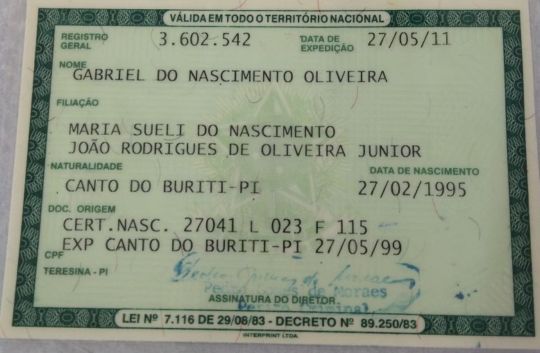 VÁLIDA EM TODO O TERRITÓRIO NACIONAL
REGISTRO GERAL 3.602.542 DATA DE EXPEDIÇÃO 27/05/11
NOME
GABRIEL DO NASCIMENTO OLIVEIRA
FILIAÇÃO
MARIA SUELI DO NASCIMENTO
JOÃO RODRIGUES DE OLIVEIRA JUNIOR
NATURALIDADE DATA DE NASCIMENTO
CANTO DO BURITI-PI 27/02/1995
DOC. ORIGEM
CERT.NASC. 27041 L 023 F 115
EXP CANTO DO BURITI-PI 27/05/99
CPF
TERESINA - PI
de Moraes
ASSINATURA DO DIRETOR
Criminal
LEI Nº 7.116 DE 29/08/83 - DECRETO Nº 89.250/83
INTERPRINT LTDA